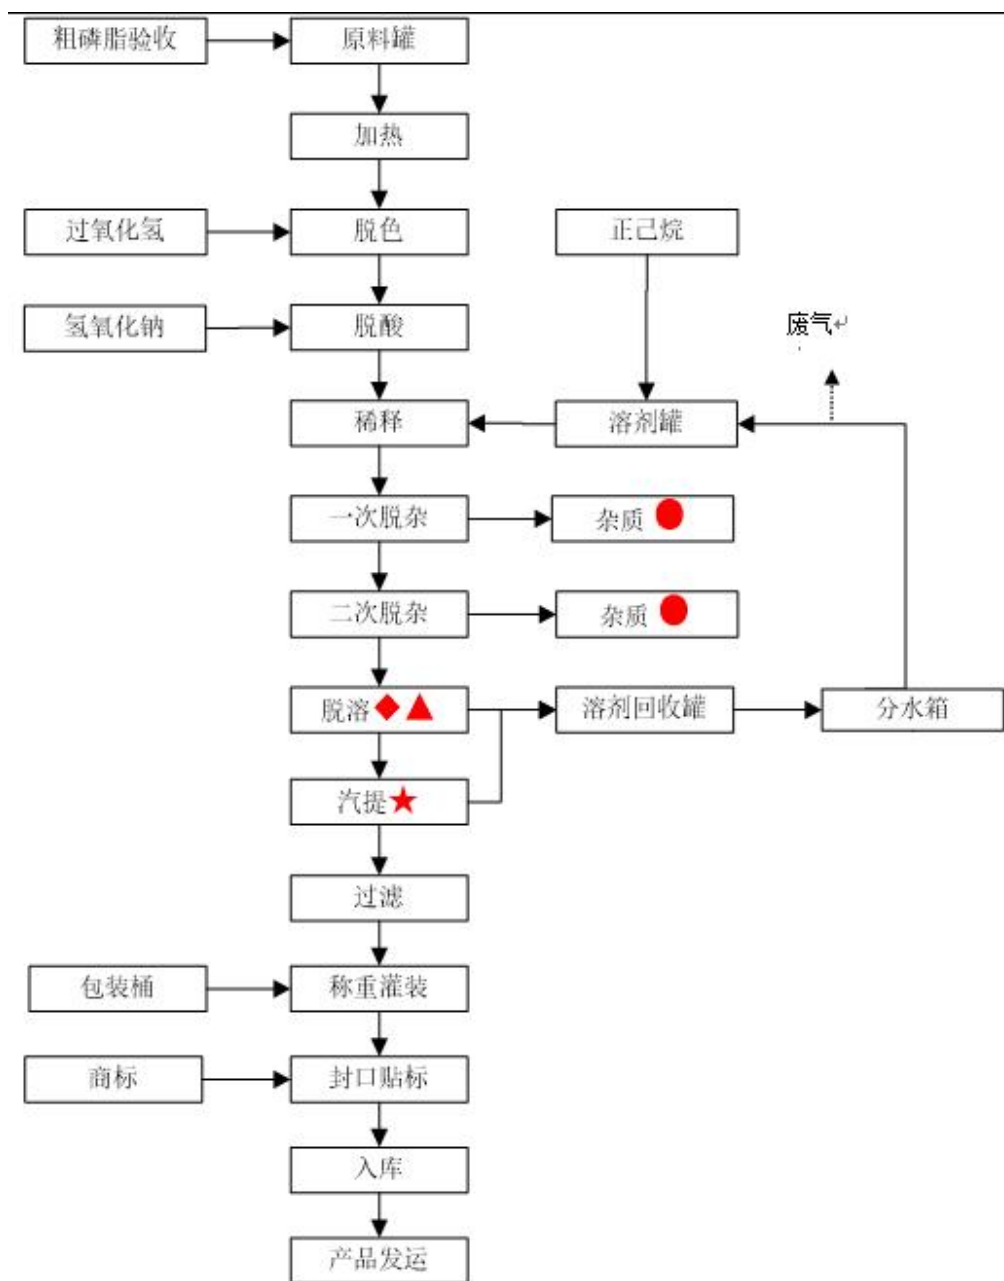 粗磷脂验收
原料罐
加热
过氧化氢
脱色
正己烷
氢氧化钠
脱酸
废气
稀释
溶剂罐
一次脱杂
杂质
二次脱杂
杂质
脱溶
溶剂回收罐
分水箱
汽提
过滤
包装桶
称重灌装
商标
封口贴标
入库
产品发运